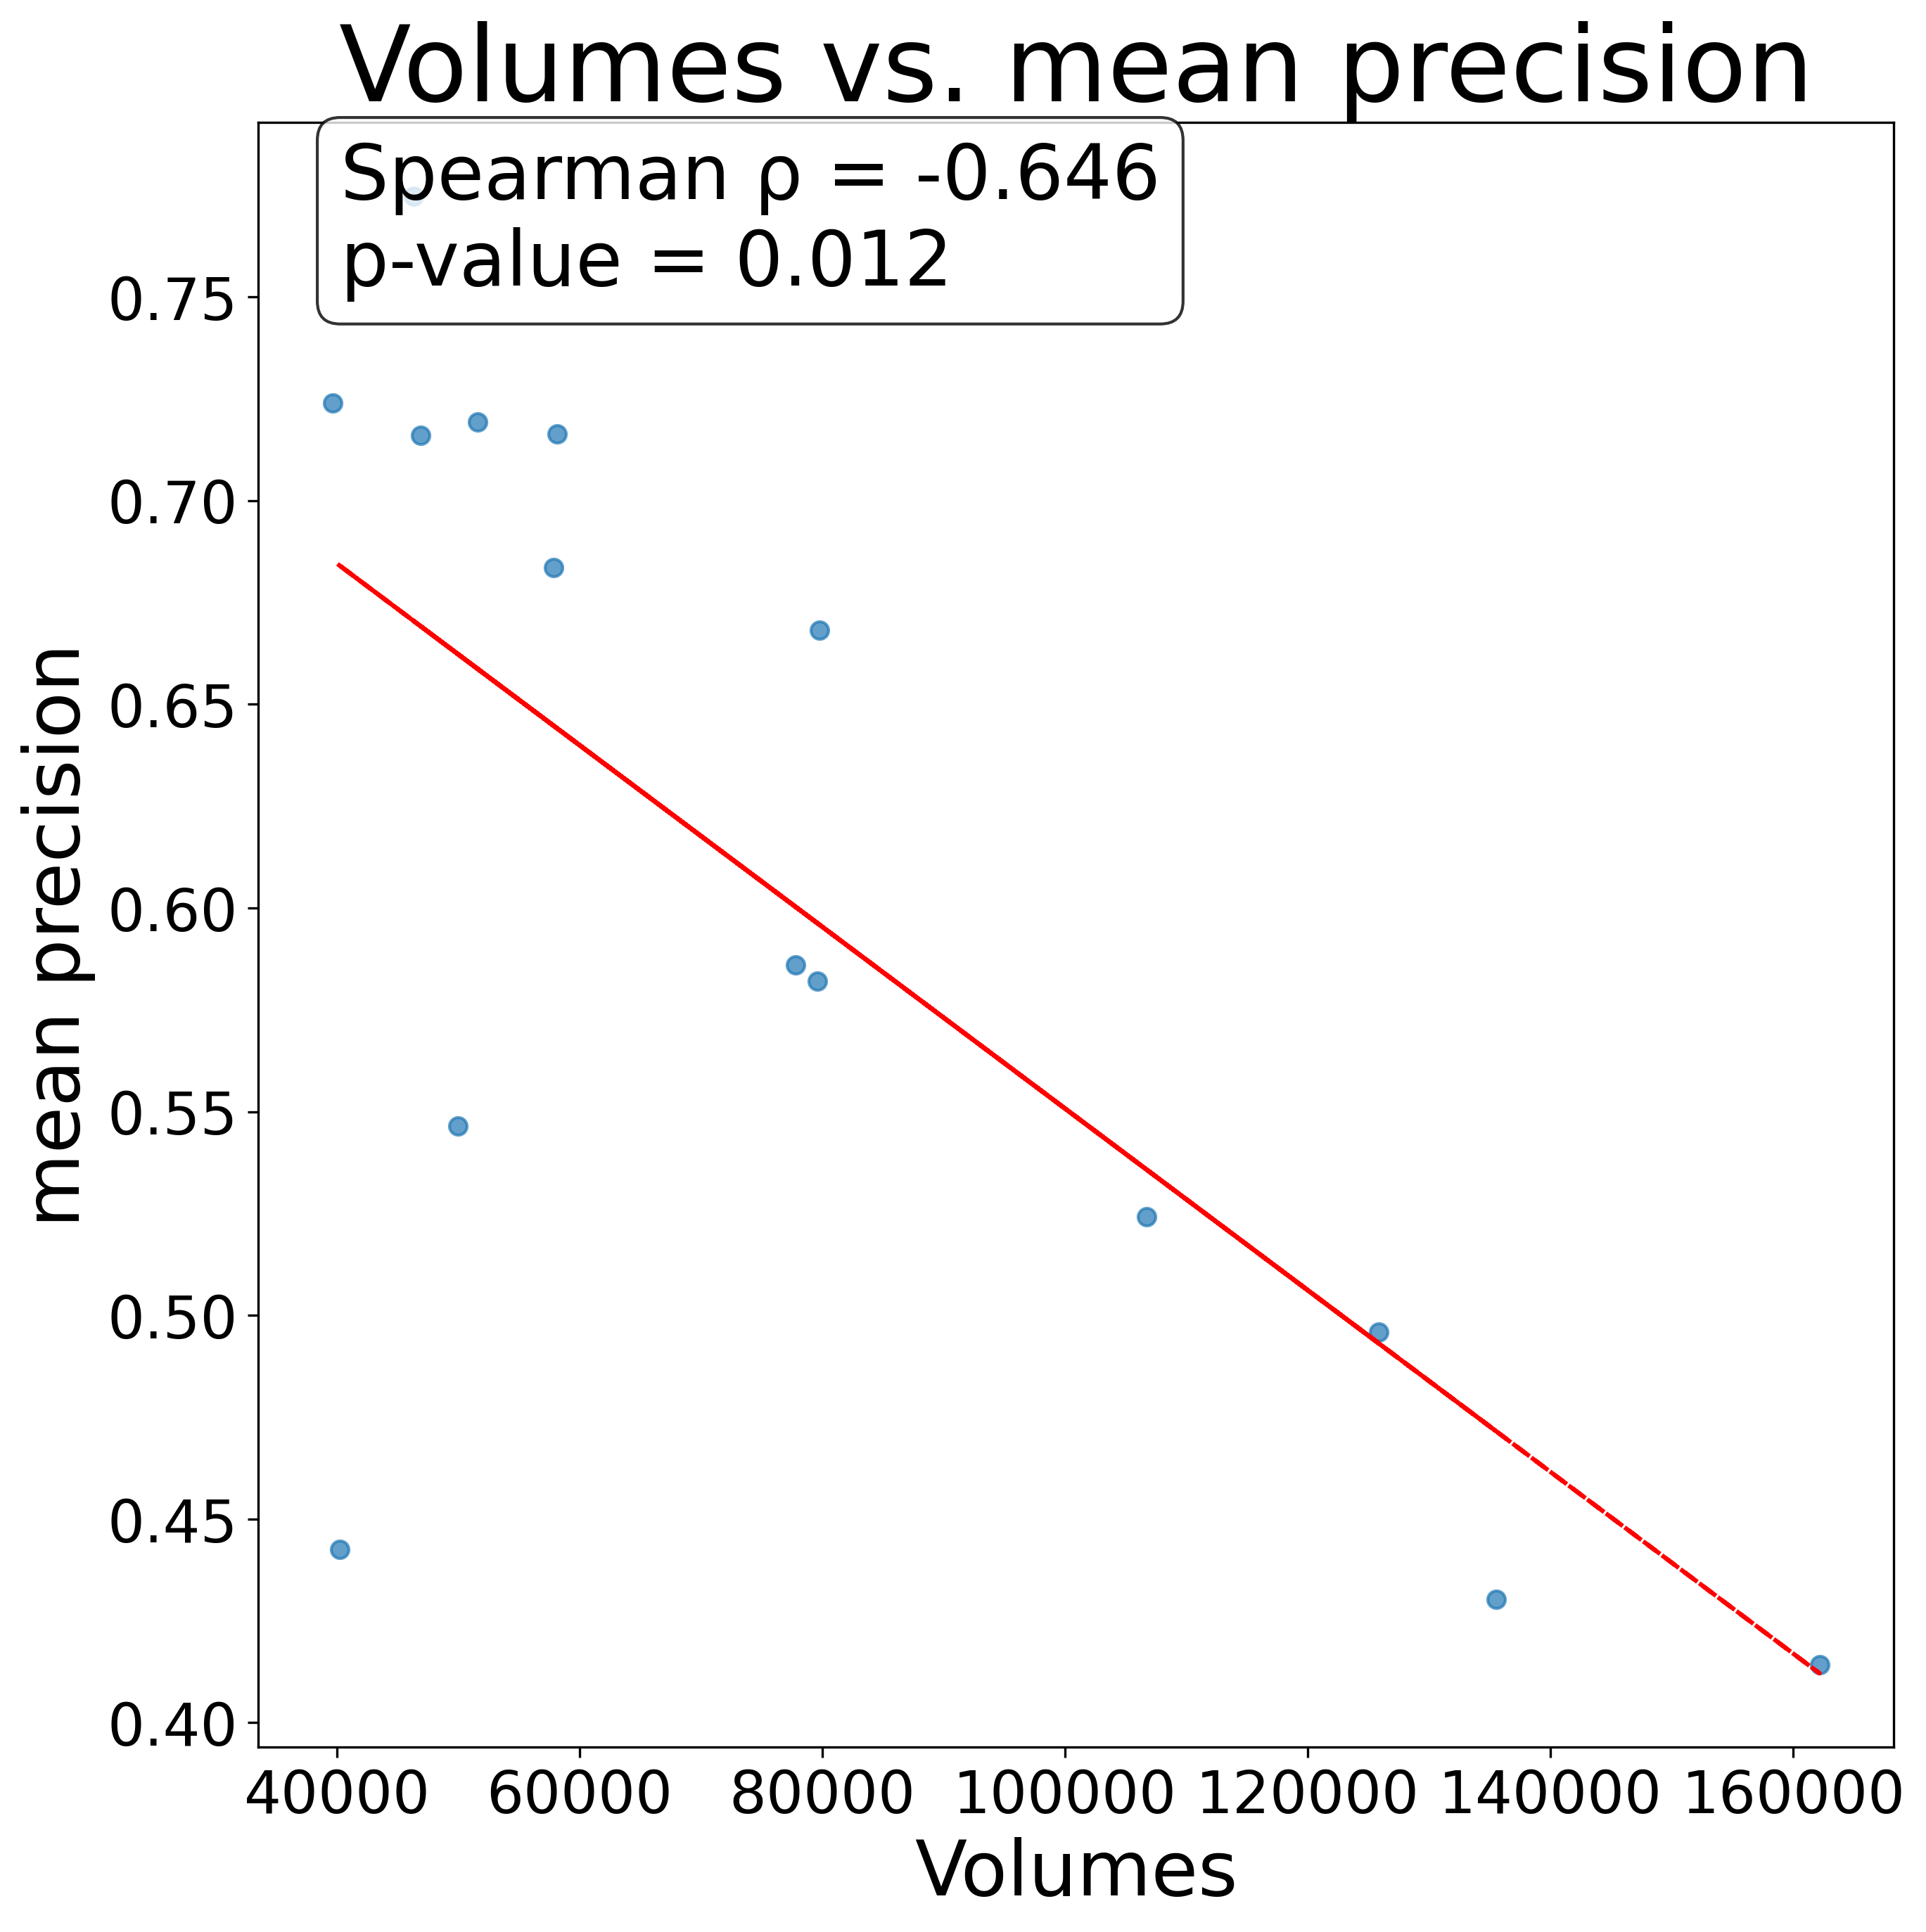 Volumes vs. mean precision
Spearman ρ = -0.646
p-value = 0.012
mean precision
0.75
0.70
0.65
0.60
0.55
0.50
0.45
0.40
40000 60000 80000 100000 120000 140000 160000
Volumes